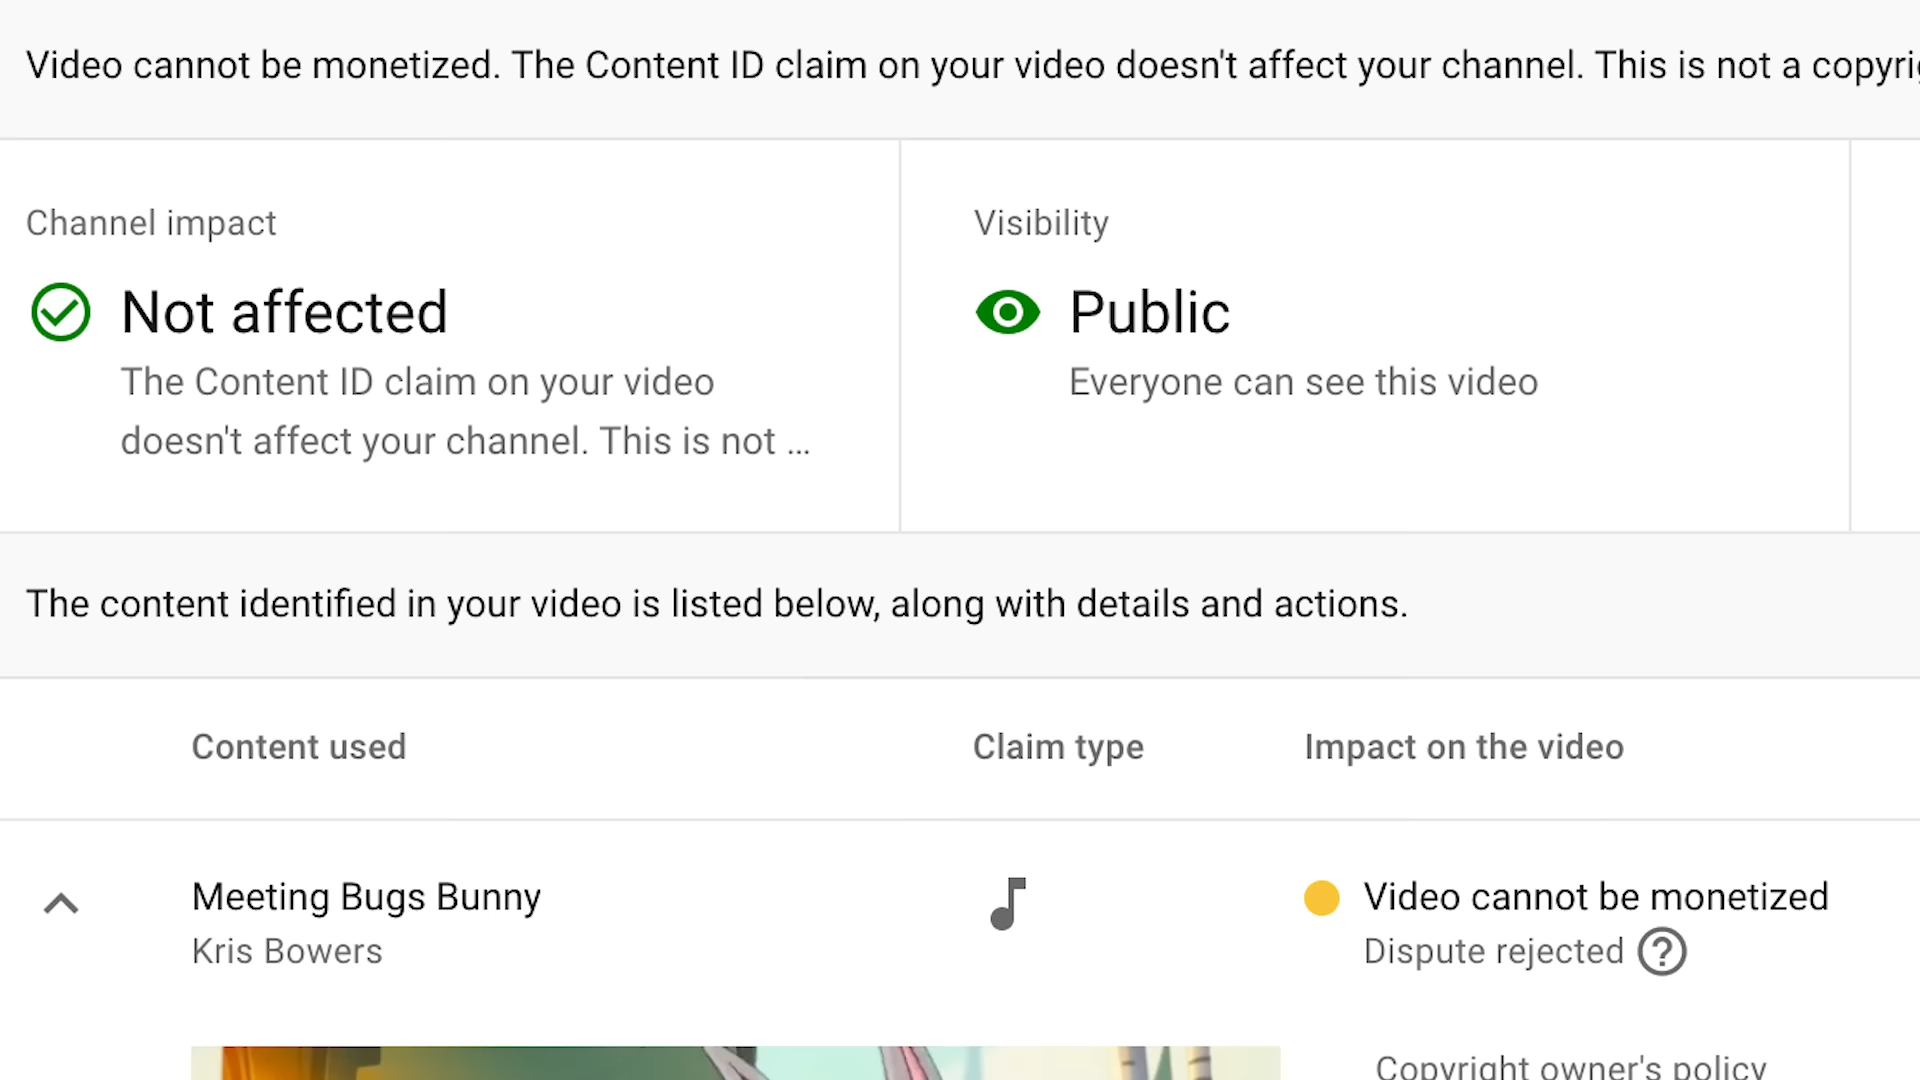 Video cannot be monetized. The Content ID claim on your video doesn't affect your channel. This is not a
Channel impact
Not affected
The Content ID claim on your video
doesn't affect your channel. This is not ...
Visibility
Public
Everyone can see this video
The content identified in your video is listed below, along with details and actions.
Content used
Claim type
Impact on the video
Meeting Bugs Bunny
Kris Bowers
Video cannot be monetized
Dispute rejected
Copyright owner's policy